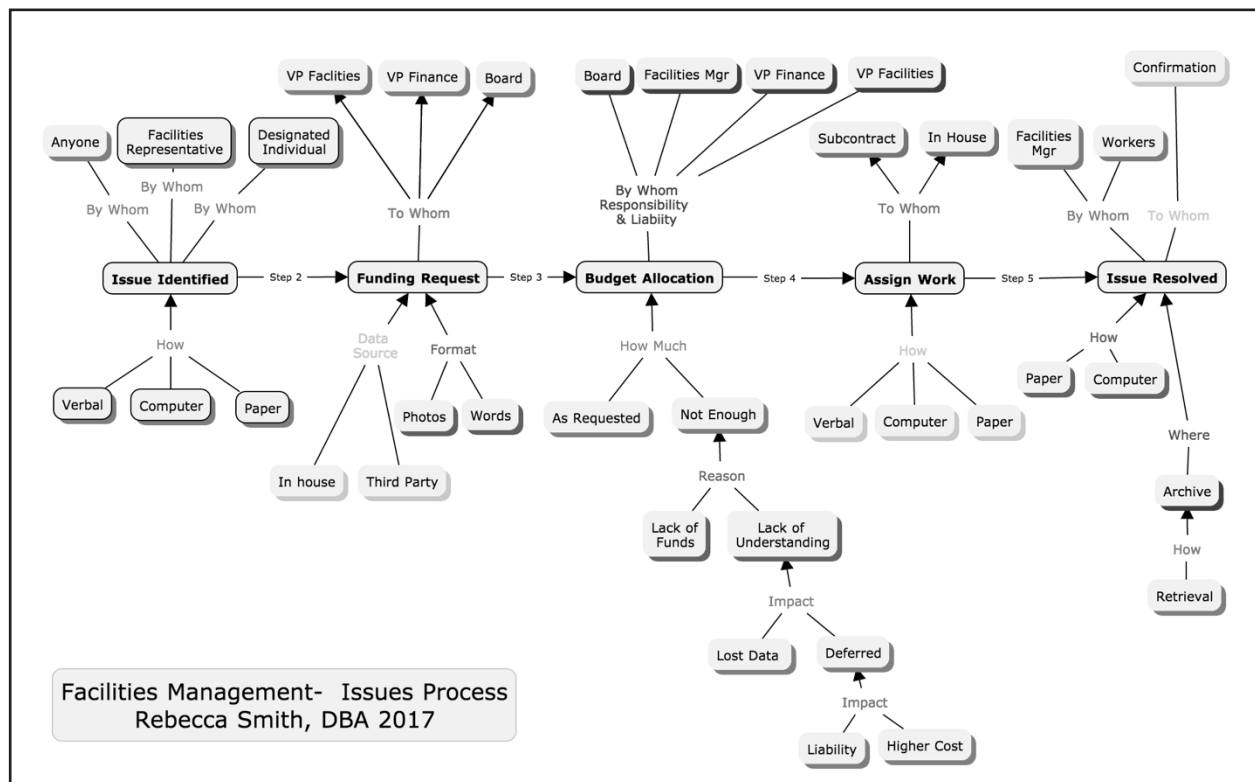 VP Faclities
VP Finance
Board
Board
Facilities Mgr
VP Finance
VP Facilities
Confirmation
Anyone
Facilities
Representative
Designated
Individual
Subcontract
In House
Facilities
Mgr
Workers
By Whom
By Whom
By Whom
To Whom
By Whom
Responsibility
& Liabiity
To Whom
By Whom
To Whom
Issue Identified
Step 2
Funding Request
Step 3
Budget Allocation
Step 4
Assign Work
Step 5
Issue Resolved
How
Data
Source
Format
How Much
How
How
Verbal
Computer
Paper
Photos
Words
As Requested
Not Enough
Verbal
Computer
Paper
Paper
Computer
In house
Third Party
Reason
Where
Lack of
Funds
Lack of
Understanding
Archive
How
Impact
Retrieval
Lost Data
Deferred
Impact
Liability
Higher Cost
Facilities Management-  Issues Process
Rebecca Smith, DBA 2017